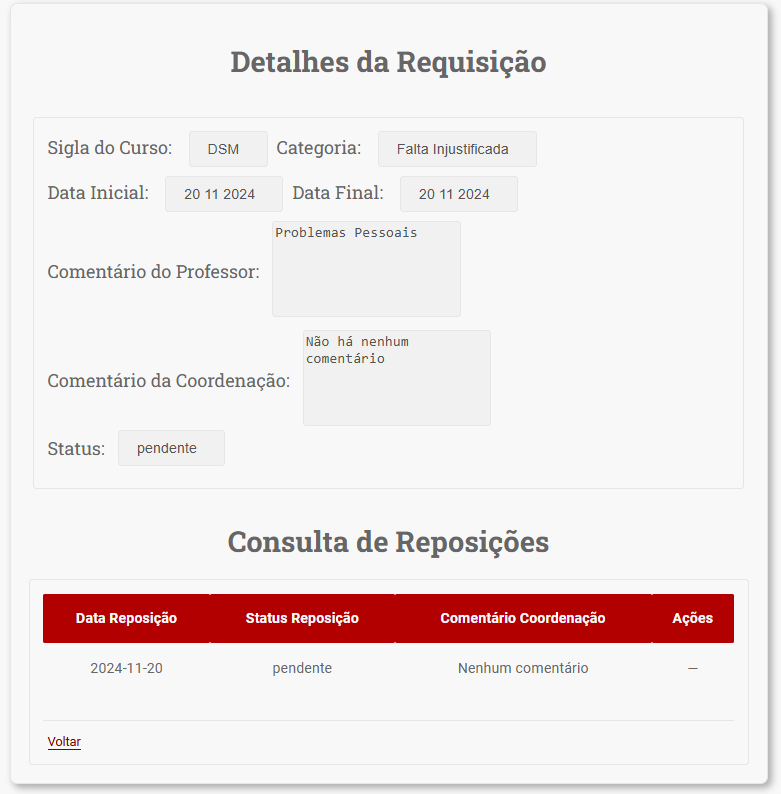 Detalhes da Requisição
Sigla do Curso: DSM Categoria: Falta Injustificada
Data Inicial: 20 11 2024 Data Final: 20 11 2024
Comentário do Professor: Problemas Pessoais
Comentário da Coordenação: Não há nenhum
comentário
Status: pendente
Consulta de Reposições
Data Reposição Status Reposição Comentário Coordenação Ações
2024-11-20 pendente Nenhum comentário —
Voltar